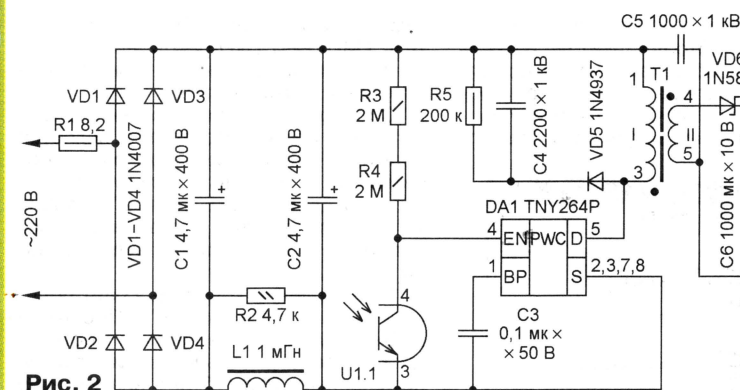 C5 1000 × 1 кВ
VD6
1N58
T1
1
4
I
II
5
3
VD1
VD3
R1 8,2
~220 В
VD1–VD4 1N4007
C1 4,7 мк × 400 В
+
C2 4,7 мк × 400 В
+
R3
2 М
R4
2 М
R5
200 к
C4 2200 × 1 кВ
VD5 1N4937
C6 1000 мк × 10 В
DA1 TNY264P
4
EN
PWC
D
5
1
BP
S
2,3,7,8
R2 4,7 к
C3
0,1 мк ×
× 50 В
4
U1.1
3
VD2
VD4
L1 1 мГн
Рис. 2